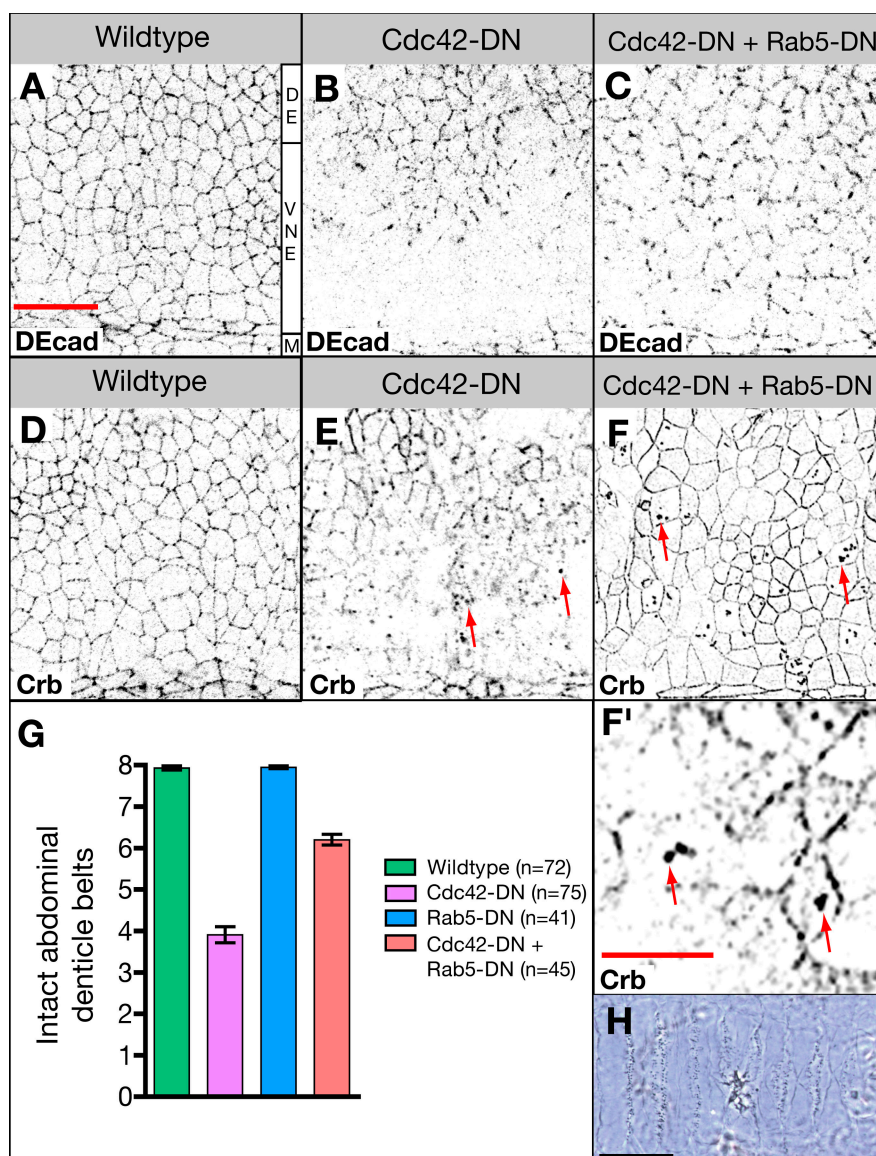 Wildtype
Cdc42-DN
Cdc42-DN + Rab5-DN
A
B
C
D E
V N E
M
DEcad
DEcad
DEcad
Wildtype
Cdc42-DN
Cdc42-DN + Rab5-DN
D
E
F
Crb
Crb
F'
Crb
G
8
7
6
5
4
3
2
1
0
Intact abdominal
denticle belts
Wildtype (n=72)
Cdc42-DN (n=75)
Rab5-DN (n=41)
Cdc42-DN +
Rab5-DN (n=45)
H